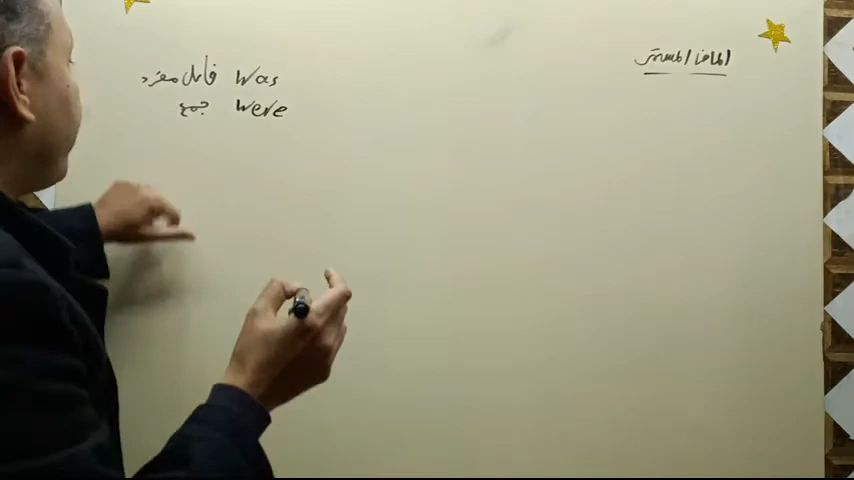 الماضي المستمر
فاعل مفرد Was
جمع Were